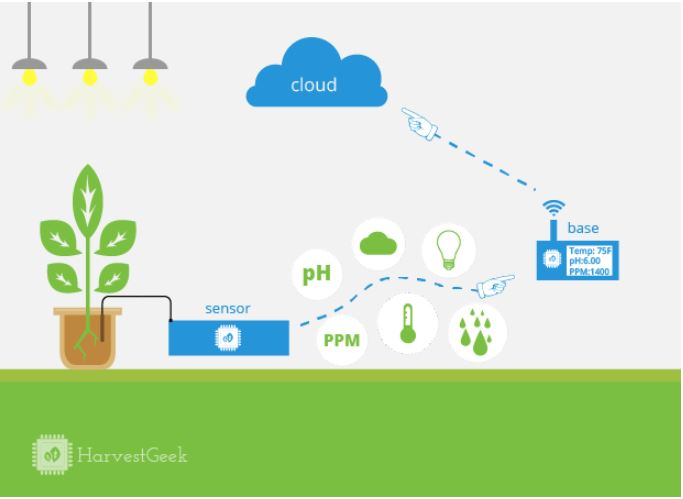 cloud
base
Temp: 75F
pH:6.00
PPM:1400
pH
sensor
PPM
HarvestGeek